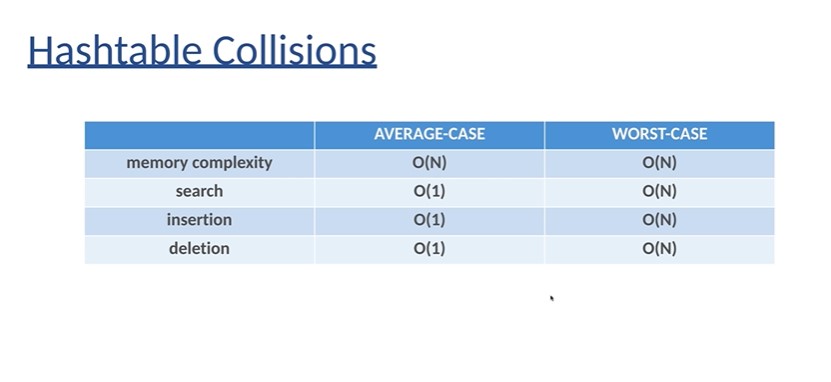 Hashtable Collisions
AVERAGE-CASE WORST-CASE
memory complexity O(N) O(N)
search O(1) O(N)
insertion O(1) O(N)
deletion O(1) O(N)